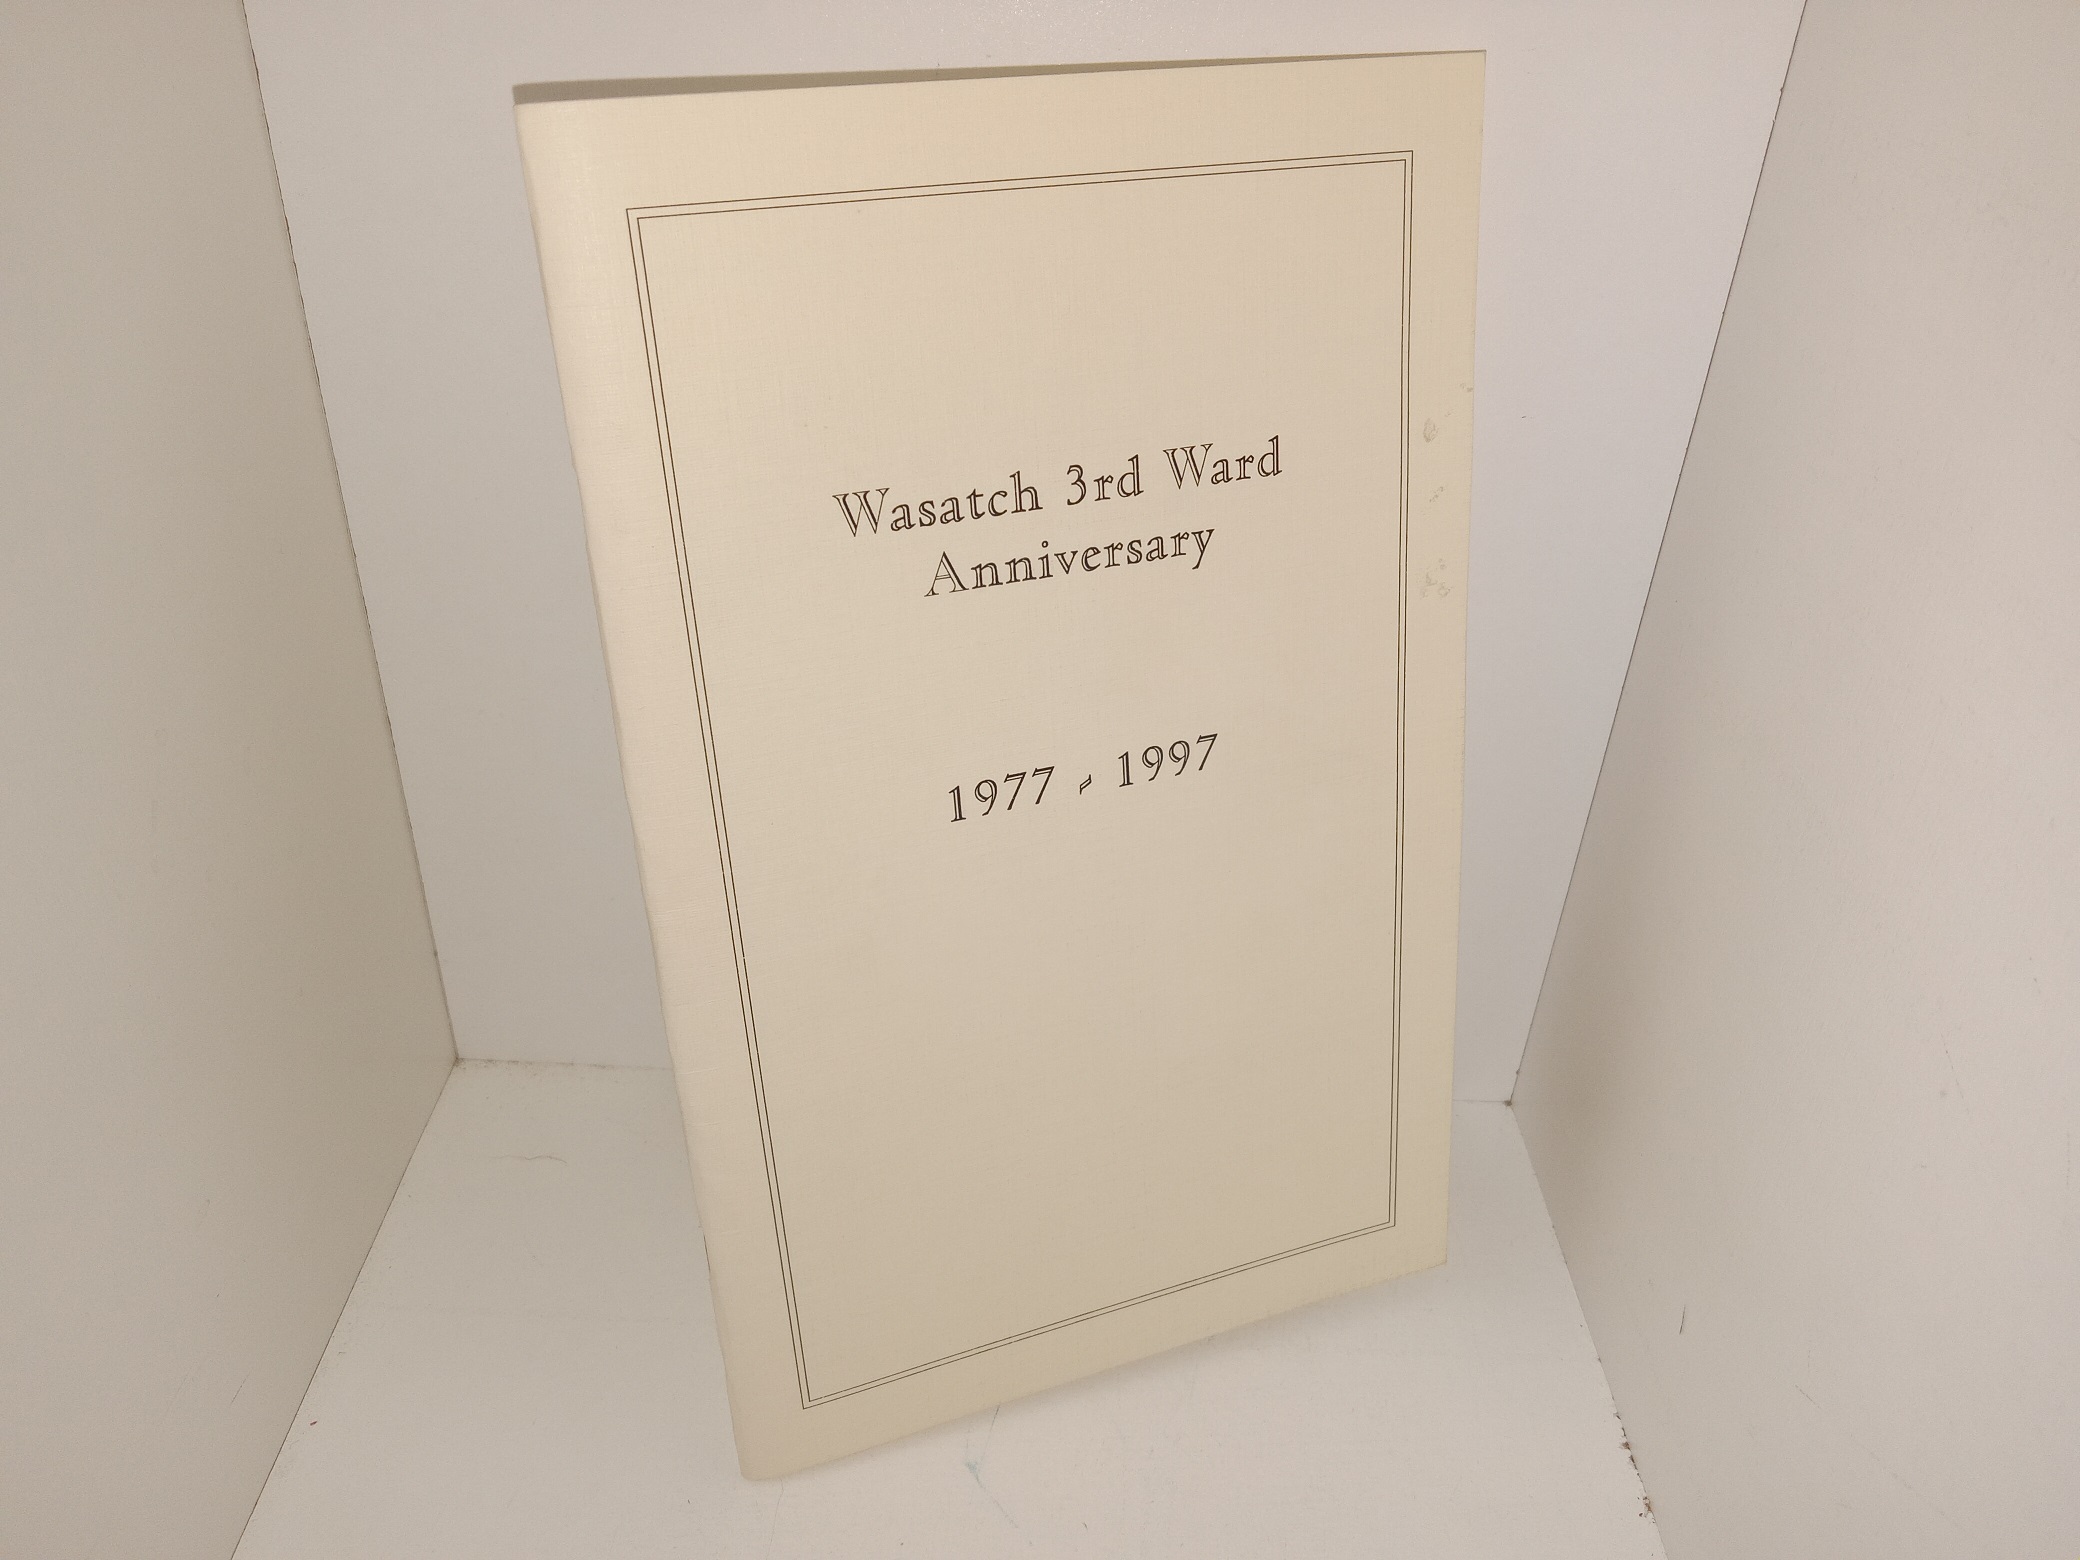 Wasatch 3rd Ward
Anniversary
1977 - 1997